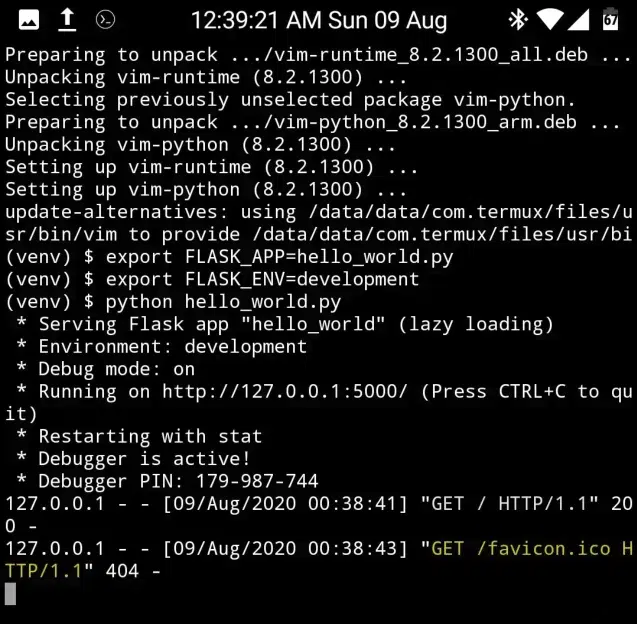 12:39:21 AM Sun 09 Aug
67
Preparing to unpack .../vim-runtime_8.2.1300_all.deb ...
Unpacking vim-runtime (8.2.1300) ...
Selecting previously unselected package vim-python.
Preparing to unpack .../vim-python_8.2.1300_arm.deb ...
Unpacking vim-python (8.2.1300) ...
Setting up vim-runtime (8.2.1300) ...
Setting up vim-python (8.2.1300) ...
update-alternatives: using /data/data/com.termux/files/u
sr/bin/vim to provide /data/data/com.termux/files/usr/bi
(venv) $ export FLASK_APP=hello_world.py
(venv) $ export FLASK_ENV=development
(venv) $ python hello_world.py
 * Serving Flask app "hello_world" (lazy loading)
 * Environment: development
 * Debug mode: on
 * Running on http://127.0.0.1:5000/ (Press CTRL+C to qu
it)
 * Restarting with stat
 * Debugger is active!
 * Debugger PIN: 179-987-744
127.0.0.1 - - [09/Aug/2020 00:38:41] "GET / HTTP/1.1" 20
0 -
127.0.0.1 - - [09/Aug/2020 00:38:43] "GET /favicon.ico H
TTP/1.1" 404 -